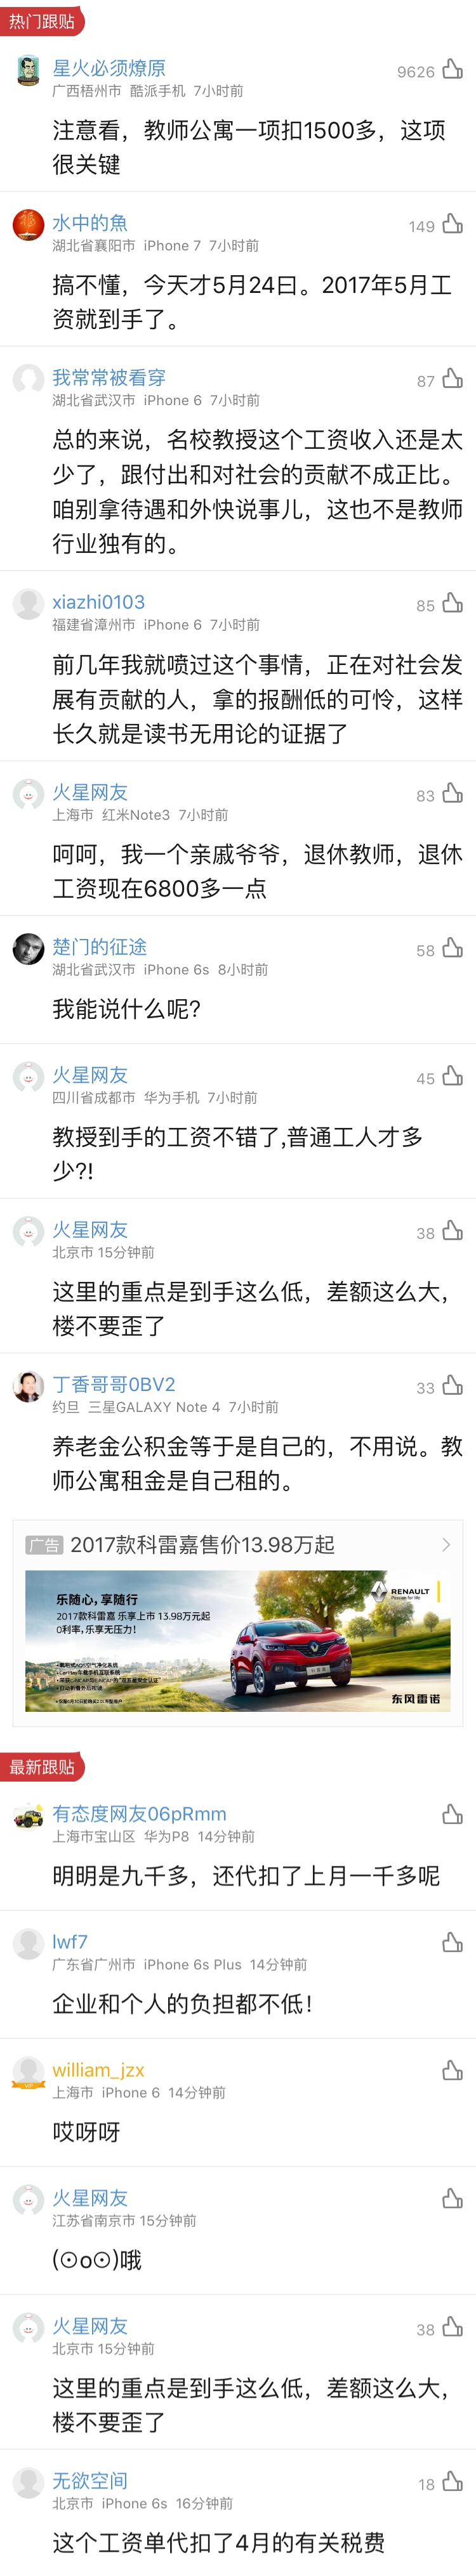 热门跟贴
星火必须燎原
9626
广西梧州市 酷派手机 7小时前
注意看，教师公寓一项扣1500多，这项
很关键
水中的魚
149
湖北省襄阳市 iPhone 7 7小时前
搞不懂，今天才5月24曰。2017年5月工
资就到手了。
我常常被看穿
87
湖北省武汉市 iPhone 6 7小时前
总的来说，名校教授这个工资收入还是太
少了，跟付出和对社会的贡献不成正比。
咱别拿待遇和外快说事儿，这也不是教师
行业独有的。
xiazhi0103
85
福建省漳州市 iPhone 6 7小时前
前几年我就喷过这个事情，正在对社会发
展有贡献的人，拿的报酬低的可怜，这样
长久就是读书无用论的证据了
火星网友
83
上海市 红米Note3 7小时前
呵呵，我一个亲戚爷爷，退休教师，退休
工资现在6800多一点
楚门的征途
58
湖北省武汉市 iPhone 6s 8小时前
我能说什么呢?
火星网友
45
四川省成都市 华为手机 7小时前
教授到手的工资不错了,普通工人才多
少?!
火星网友
38
北京市 15分钟前
这里的重点是到手这么低，差额这么大，
楼不要歪了
丁香哥哥0BV2
33
约旦 三星GALAXY Note 4 7小时前
养老金公积金等于是自己的，不用说。教
师公寓租金是自己租的。
广告 2017款科雷嘉售价13.98万起
乐随心，享随行
RENAULT
2017款科雷嘉 乐享上市 13.98万元起
0利率,乐享无压力!
东风雷诺
最新跟贴
有态度网友06pRmm
上海市宝山区 华为P8 14分钟前
明明是九千多，还代扣了上月一千多呢
lwf7
广东省广州市 iPhone 6s Plus 14分钟前
企业和个人的负担都不低！
william_jzx
VIP
上海市 iPhone 6 14分钟前
哎呀呀
火星网友
江苏省南京市 15分钟前
(⊙o⊙)哦
火星网友
38
北京市 15分钟前
这里的重点是到手这么低，差额这么大，
楼不要歪了
无欲空间
18
北京市 iPhone 6s 16分钟前
这个工资单代扣了4月的有关税费